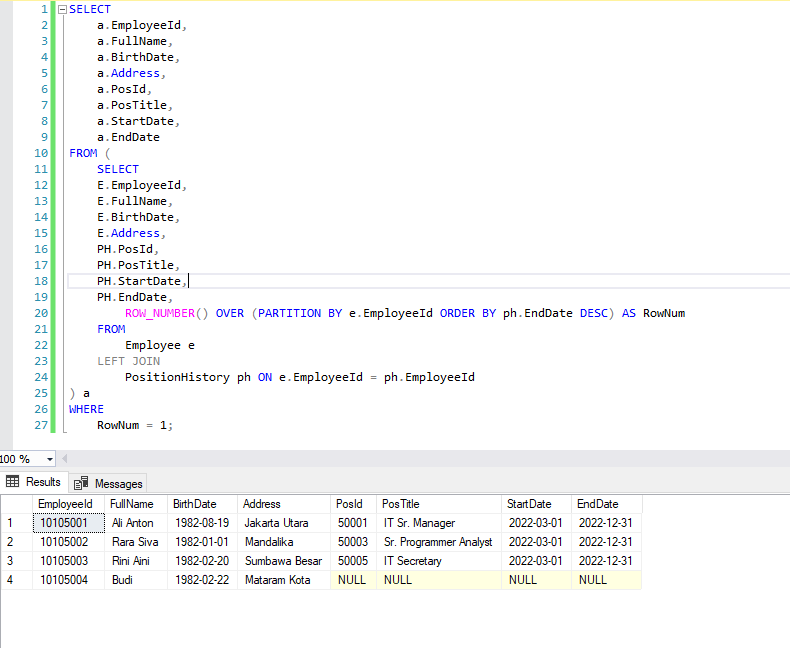 1 SELECT
2 a.EmployeeId,
3 a.FullName,
4 a.BirthDate,
5 a.Address,
6 a.PosId,
7 a.PosTitle,
8 a.StartDate,
9 a.EndDate
10 FROM (
11 SELECT
12 E.EmployeeId,
13 E.FullName,
14 E.BirthDate,
15 E.Address,
16 PH.PosId,
17 PH.PosTitle,
18 PH.StartDate,
19 PH.EndDate,
20 ROW_NUMBER() OVER (PARTITION BY e.EmployeeId ORDER BY ph.EndDate DESC) AS RowNum
21 FROM
22 Employee e
23 LEFT JOIN
24 PositionHistory ph ON e.EmployeeId = ph.EmployeeId
25 ) a
26 WHERE
27 RowNum = 1;
100 %
Results Messages
EmployeeId FullName BirthDate Address PosId PosTitle StartDate EndDate
1 10105001 Ali Anton 1982-08-19 Jakarta Utara 50001 IT Sr. Manager 2022-03-01 2022-12-31
2 10105002 Rara Siva 1982-01-01 Mandalika 50003 Sr. Programmer Analyst 2022-03-01 2022-12-31
3 10105003 Rini Aini 1982-02-20 Sumbawa Besar 50005 IT Secretary 2022-03-01 2022-12-31
4 10105004 Budi 1982-02-22 Mataram Kota NULL NULL NULL NULL